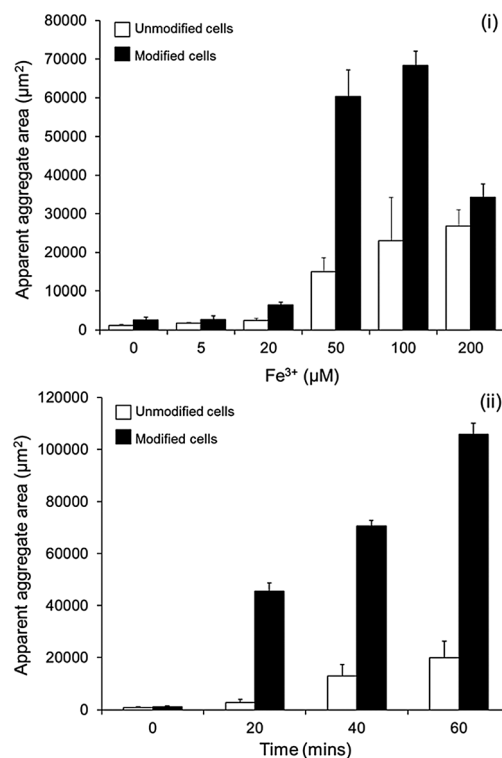 (i)
Unmodified cells
Modified cells
Apparent aggregate area (µm²)
80000
70000
60000
50000
40000
30000
20000
10000
0
0 5 20 50 100 200
Fe³⁺ (µM)
(ii)
Unmodified cells
Modified cells
Apparent aggregate area (µm²)
120000
100000
80000
60000
40000
20000
0
0 20 40 60
Time (mins)